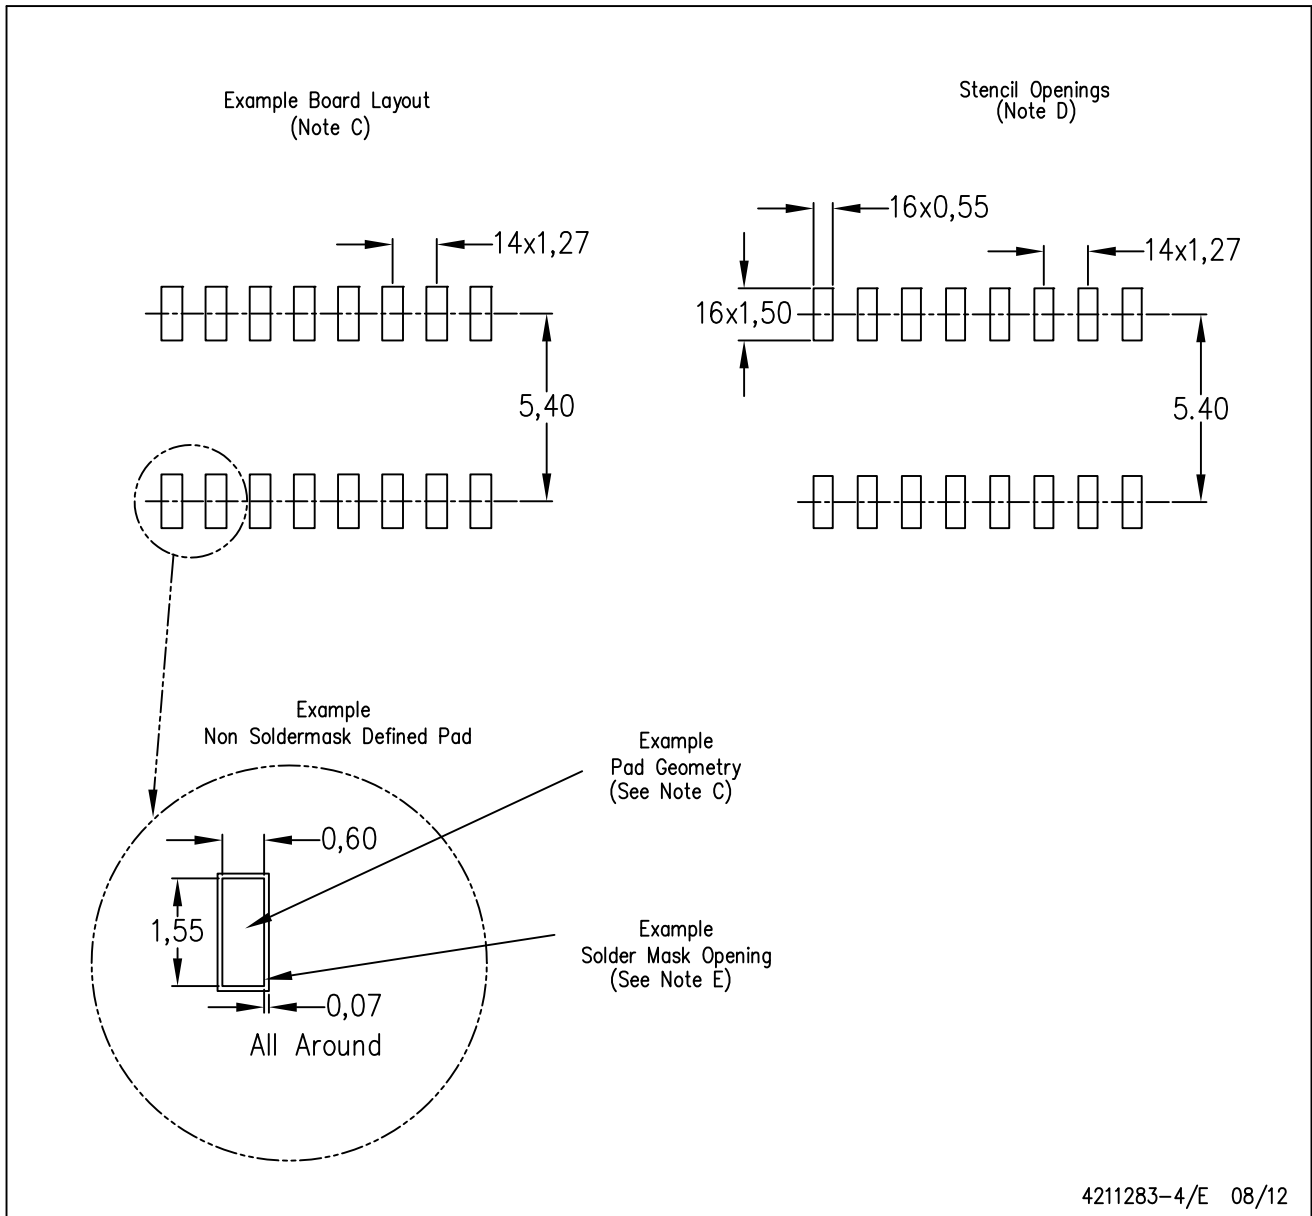 Example Board Layout
(Note C)
Stencil Openings
(Note D)
14x1,27
5,40
16x0,55
14x1,27
16x1,50
5.40
Example
Non Soldermask Defined Pad
Example
Pad Geometry
(See Note C)
0,60
1,55
Example
Solder Mask Opening
(See Note E)
0,07
All Around
4211283-4/E 08/12